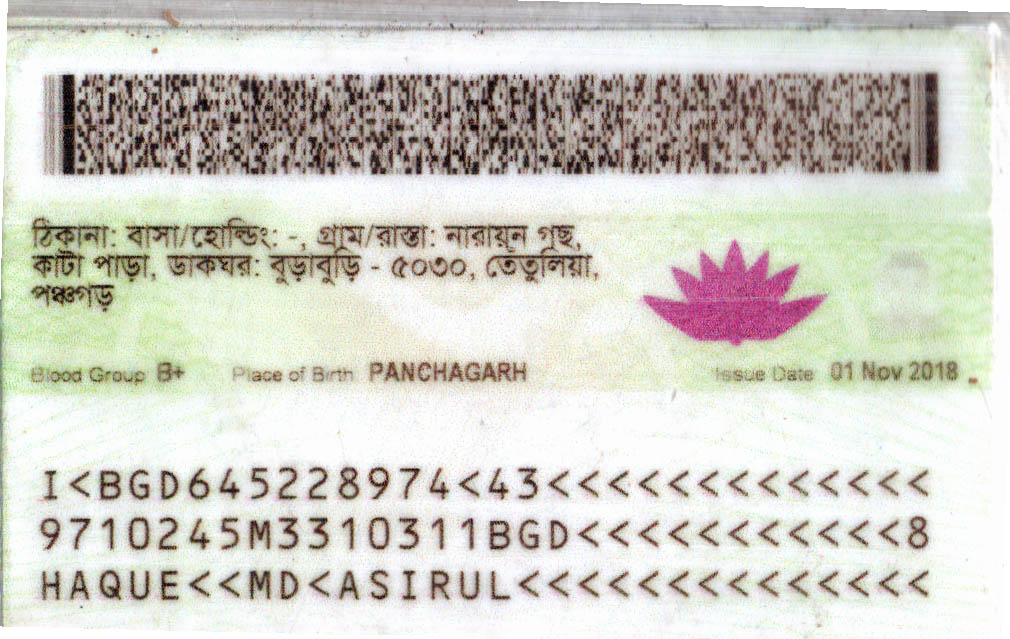 ঠিকানা: বাসা/হোল্ডিং: -, গ্রাম/রাস্তা: নারায়ন গছ,
কাটা পাড়া, ডাকঘর: বুড়াবুড়ি - ৫০৩০, তেঁতুলিয়া,
পঞ্চগড়
Blood Group B+ Place of Birth PANCHAGARH Issue Date 01 Nov 2018
I<BGD645228974<43<<<<<<<<<<<<<
9710245M3310311BGD<<<<<<<<<<<8
HAQUE<<MD<ASIRUL<<<<<<<<<<<<<<